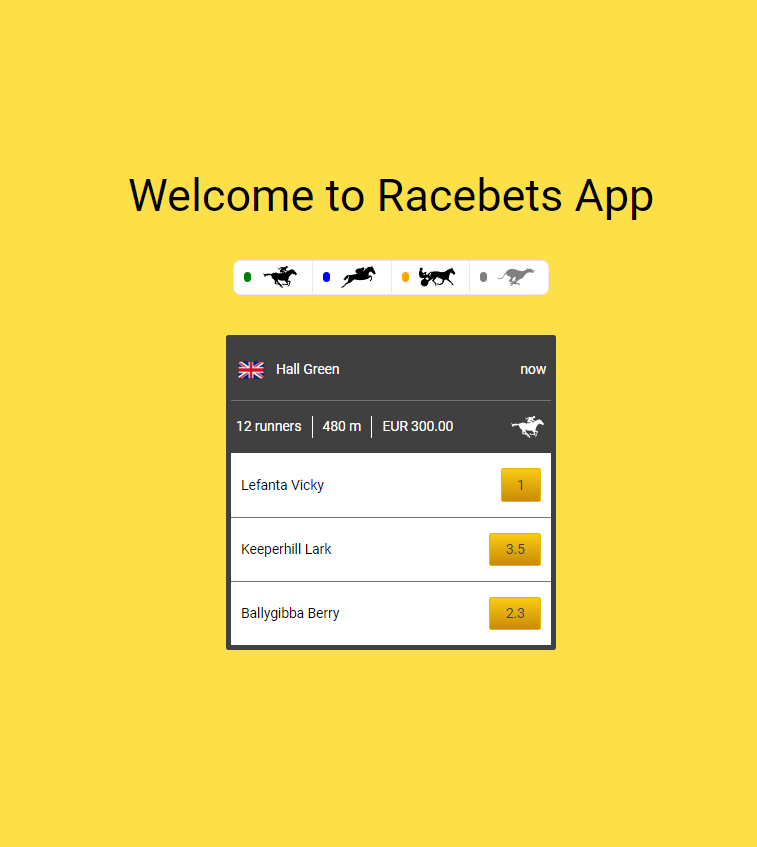 Welcome to Racebets App
Hall Green now
12 runners 480 m EUR 300.00
Lefanta Vicky 1
Keeperhill Lark 3.5
Ballygibba Berry 2.3